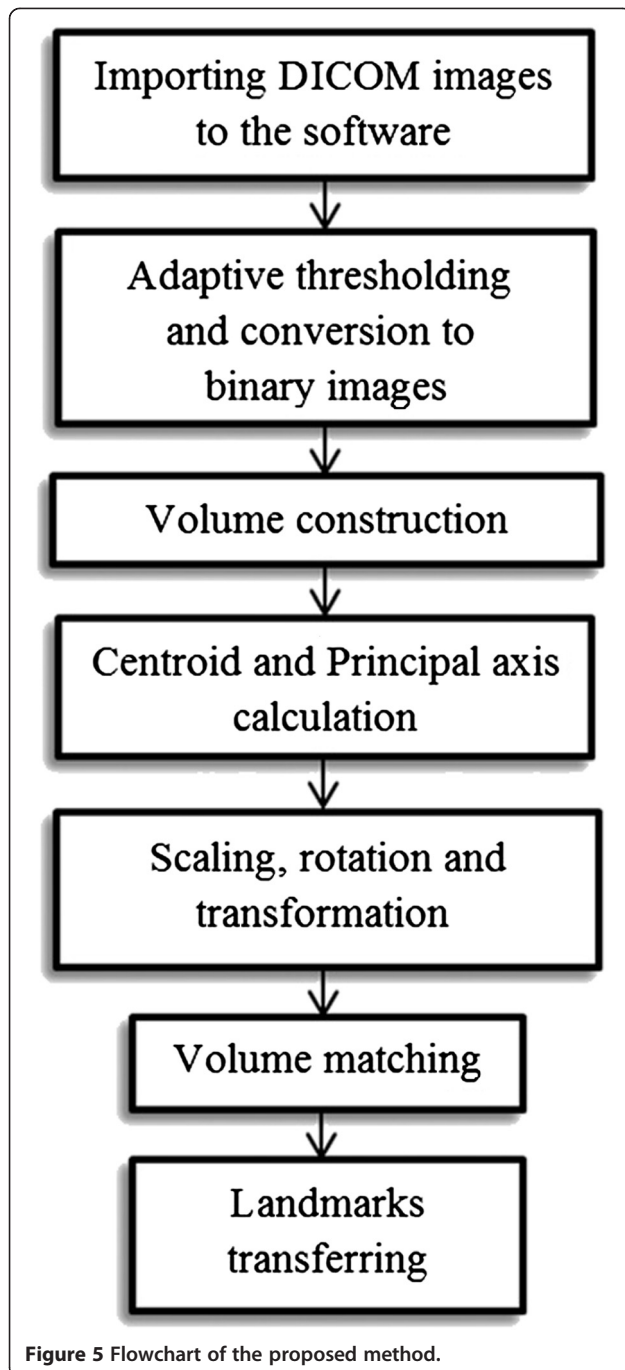 Importing DICOM images
to the software
Adaptive thresholding
and conversion to
binary images
Volume construction
Centroid and Principal axis
calculation
Scaling, rotation and
transformation
Volume matching
Landmarks
transferring
Figure 5 Flowchart of the proposed method.